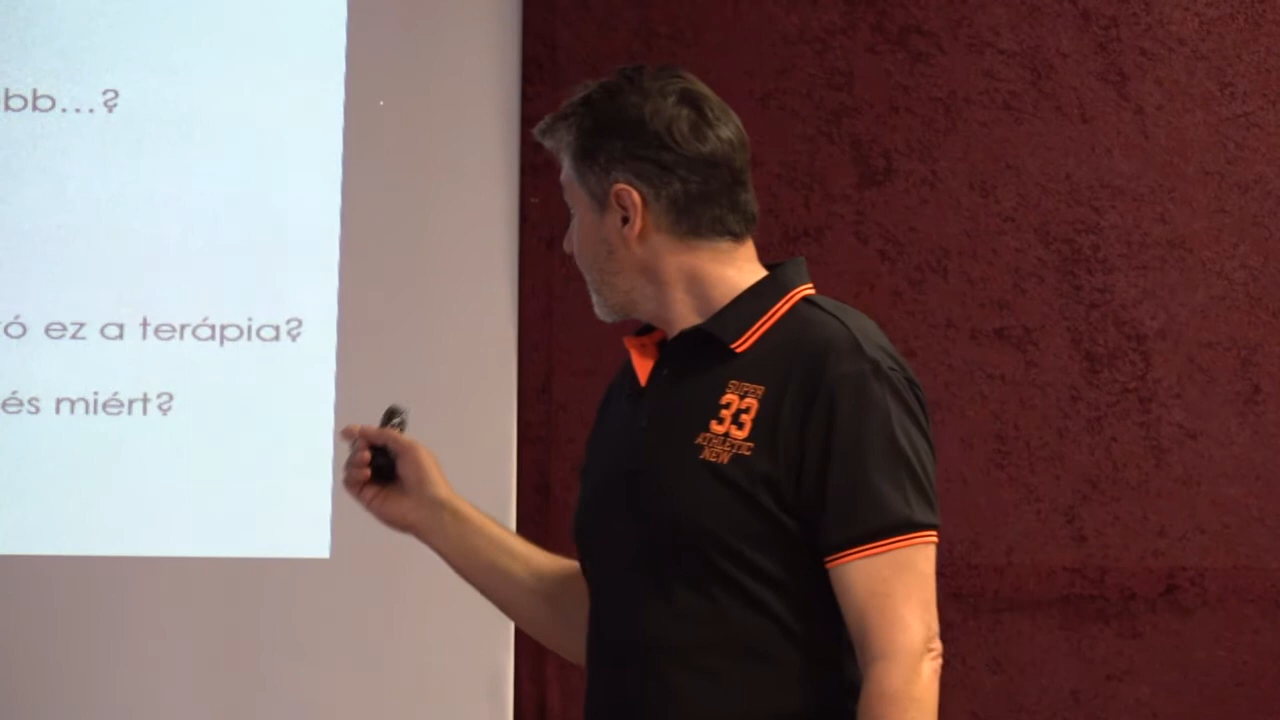 bb...?
ó ez a terápia?
és miért?
SUPER
33
ATHLETIC
NEW